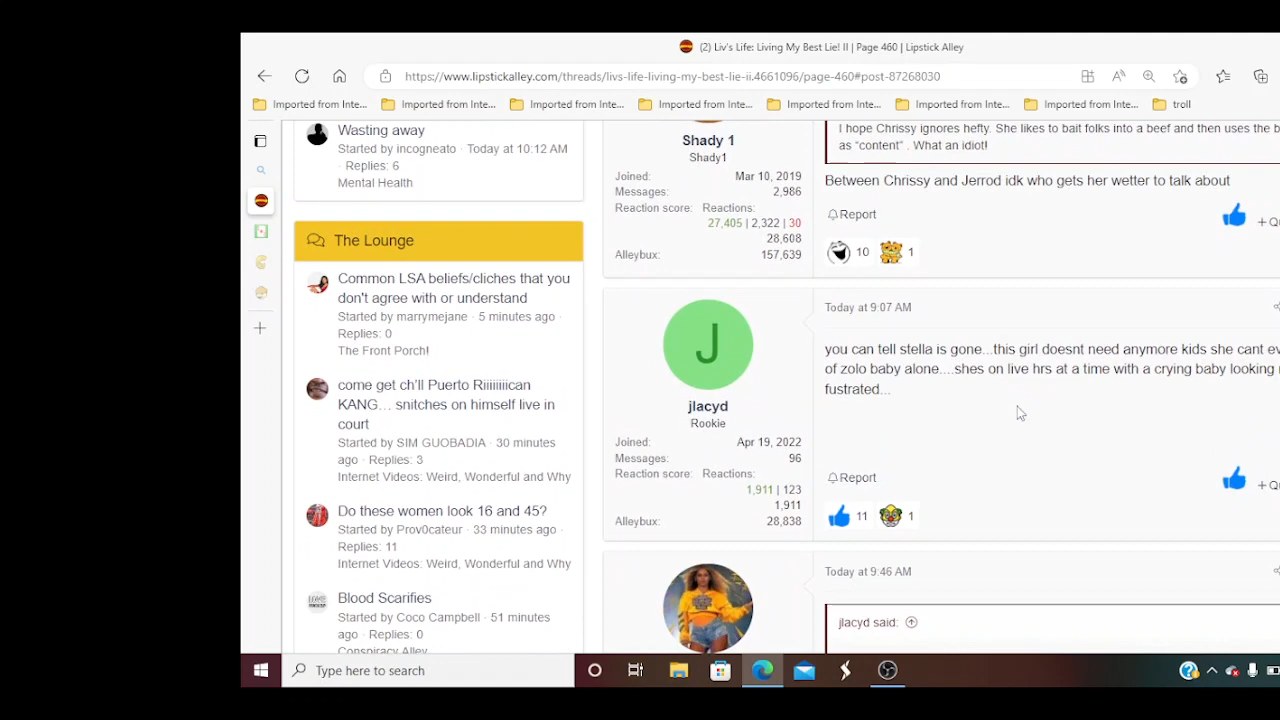 (2) Liv's Life: Living My Best Lie! II | Page 460 | Lipstick Alley
https://www.lipstickalley.com/threads/livs-life-living-my-best-lie-ii.4661096/page-460#post-87268030
Imported from Inte... Imported from Inte... Imported from Inte... Imported from Inte... Imported from Inte... Imported from Inte... Imported from Inte... troll
Wasting away
Started by incogneato · Today at 10:12 AM
· Replies: 6
Mental Health
The Lounge
Common LSA beliefs/cliches that you
don't agree with or understand
Started by marrymejane · 5 minutes ago ·
Replies: 0
The Front Porch!
come get ch'll Puerto Riiiiiiiican
KANG… snitches on himself live in
court
Started by SIM GUOBADIA · 30 minutes
ago · Replies: 3
Internet Videos: Weird, Wonderful and Why
Do these women look 16 and 45?
Started by Prov0cateur · 33 minutes ago ·
Replies: 11
Internet Videos: Weird, Wonderful and Why
Blood Scarifies
Started by Coco Campbell · 51 minutes
ago · Replies: 0
Conspiracy Alley
Shady 1
Shady1
Joined: Mar 10, 2019
Messages: 2,986
Reaction score: Reactions:
27,405 | 2,322 | 30
28,608
Alleybux: 157,639
I hope Chrissy ignores hefty. She likes to bait folks into a beef and then uses the b
as "content" . What an idiot!
Between Chrissy and Jerrod idk who gets her wetter to talk about
Report
+ Qu
10 1
J
jlacyd
Rookie
Joined: Apr 19, 2022
Messages: 96
Reaction score: Reactions:
1,911 | 123
1,911
Alleybux: 28,838
Today at 9:07 AM
you can tell stella is gone...this girl doesnt need anymore kids she cant ev
of zolo baby alone....shes on live hrs at a time with a crying baby looking
fustrated...
Report
+ Qu
11 1
Today at 9:46 AM
jlacyd said:
Type here to search